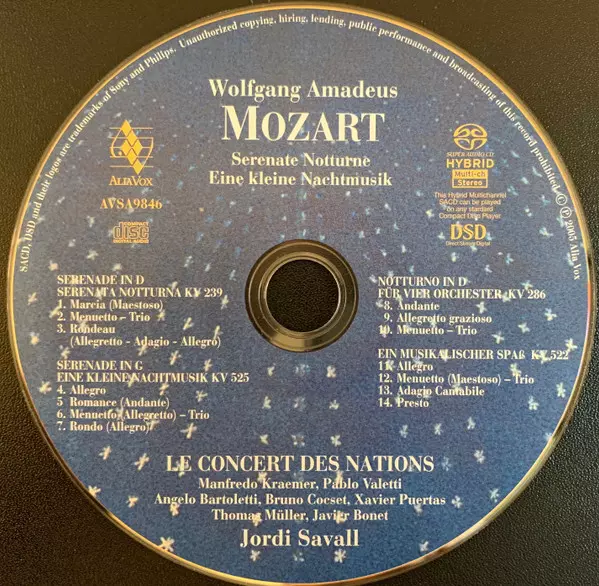 SACD, DSD and their logos are trademarks of Sony and Philips. Unauthorized copying, hiring, lending, public performance and broadcasting of this record prohibited © ℗ 2005 Alia Vox
Wolfgang Amadeus
MOZART
Serenate Notturne
Eine kleine Nachtmusik
ALIAVOX
AVSA9846
COMPACT
disc
DIGITAL AUDIO
SUPER AUDIO CD
HYBRID
Multi-ch
Stereo
This Hybrid Multichannel
SACD can be played
on any standard
Compact Disc Player
DSD
Direct Stream Digital
SERENADE IN D
SERENATA NOTTURNA KV 239
1. Marcia (Maestoso)
2. Menuetto – Trio
3. Rondeau
(Allegretto - Adagio - Allegro)
SERENADE IN G
EINE KLEINE NACHTMUSIK KV 525
4. Allegro
5 Romance (Andante)
6. Menuetto (Allegretto) – Trio
7. Rondo (Allegro)
NOTTURNO IN D
FÜR VIER ORCHESTER KV 286
8. Andante
9. Allegretto grazioso
10. Menuetto – Trio
EIN MUSIKALISCHER SPAß KV 522
11. Allegro
12. Menuetto (Maestoso) – Trio
13. Adagio Cantabile
14. Presto
LE CONCERT DES NATIONS
Manfredo Kraemer, Pablo Valetti
Angelo Bartoletti, Bruno Cocset, Xavier Puertas
Thomas Müller, Javier Bonet
Jordi Savall